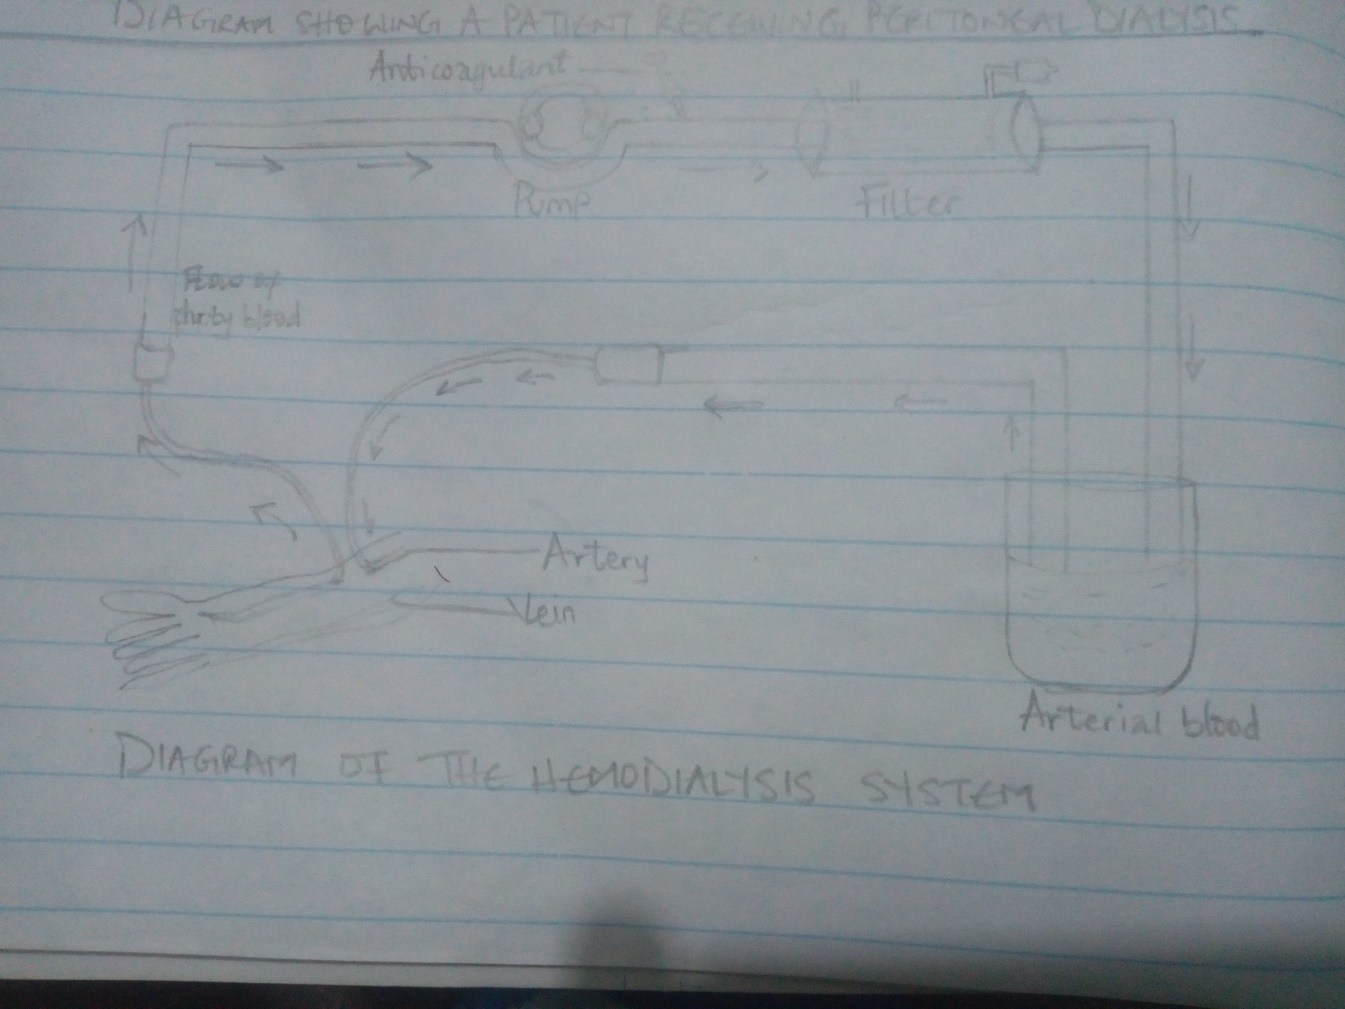 DIAGRAM SHOWING A PATIENT RECEIVING PERITONEAL DIALYSIS
Anticoagulant
Pump
Filter
Flow of
dirty blood
Artery
Vein
Arterial blood
DIAGRAM OF THE HEMODIALYSIS SYSTEM